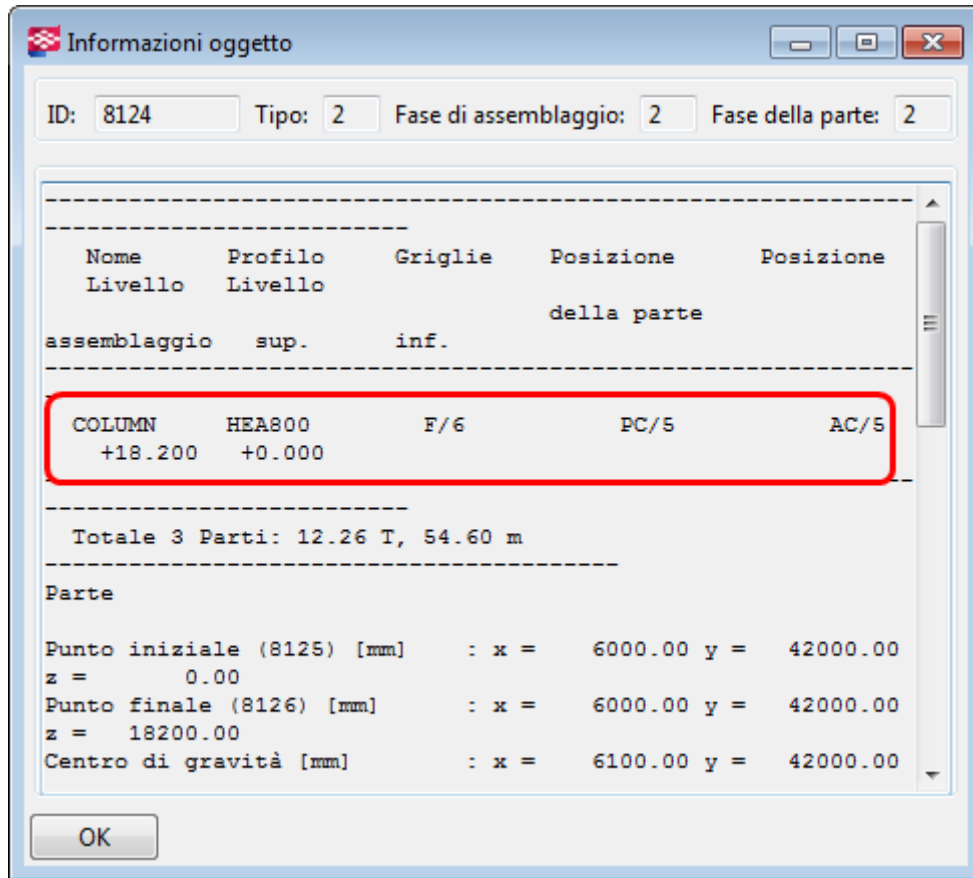 Informazioni oggetto
ID: 8124 Tipo: 2 Fase di assemblaggio: 2 Fase della parte: 2
--------------------------------------------------------------
--------------------------
Nome Profilo Griglie Posizione Posizione
Livello Livello
della parte
assemblaggio sup. inf.
--------------------------------------------------------------
COLUMN HEA800 F/6 PC/5 AC/5
+18.200 +0.000
--------------------------------------------------------------
--------------------------
Totale 3 Parti: 12.26 T, 54.60 m
-----------------------------------------
Parte
Punto iniziale (8125) [mm] : x = 6000.00 y = 42000.00
z = 0.00
Punto finale (8126) [mm] : x = 6000.00 y = 42000.00
z = 18200.00
Centro di gravità [mm] : x = 6100.00 y = 42000.00
OK